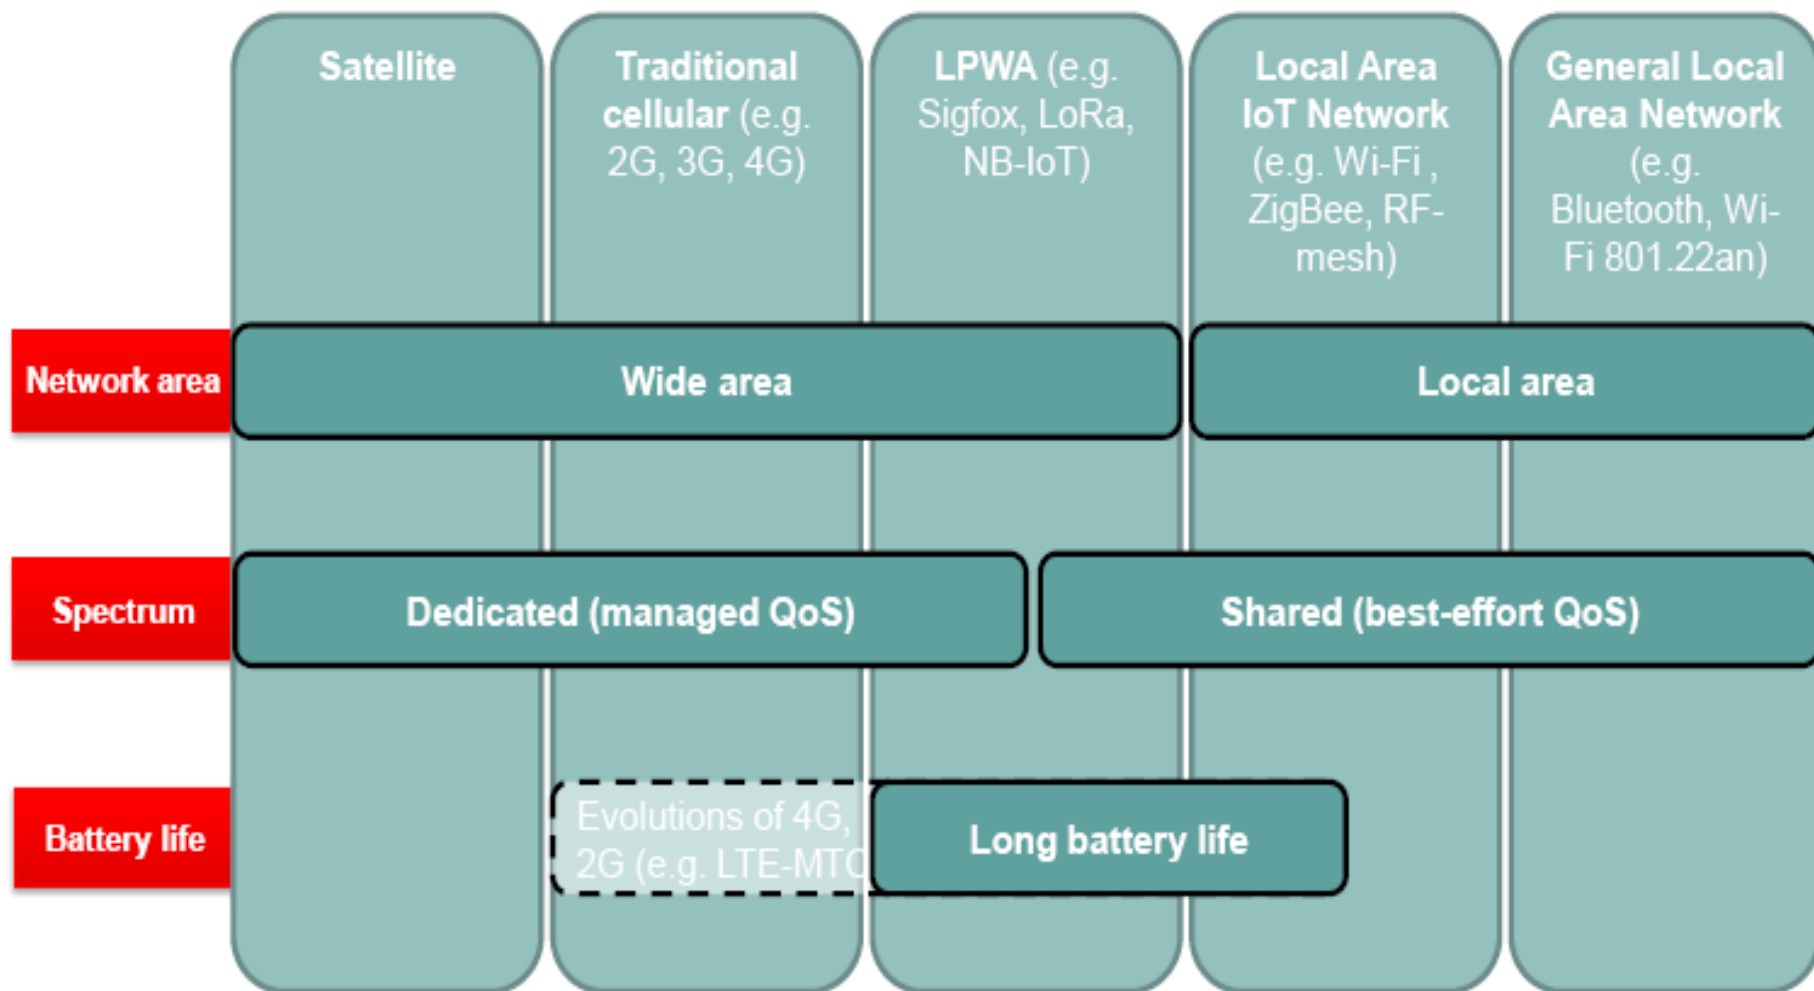 Satellite
Traditional
cellular (e.g.
2G, 3G, 4G)
LPWA (e.g.
Sigfox, LoRa,
NB-IoT)
Local Area
IoT Network
(e.g. Wi-Fi ,
ZigBee, RF-
mesh)
General Local
Area Network
(e.g.
Bluetooth, Wi-
Fi 801.22an)
Network area
Wide area
Local area
Spectrum
Dedicated (managed QoS)
Shared (best-effort QoS)
Battery life
Evolutions of 4G,
2G (e.g. LTE-MTC
Long battery life